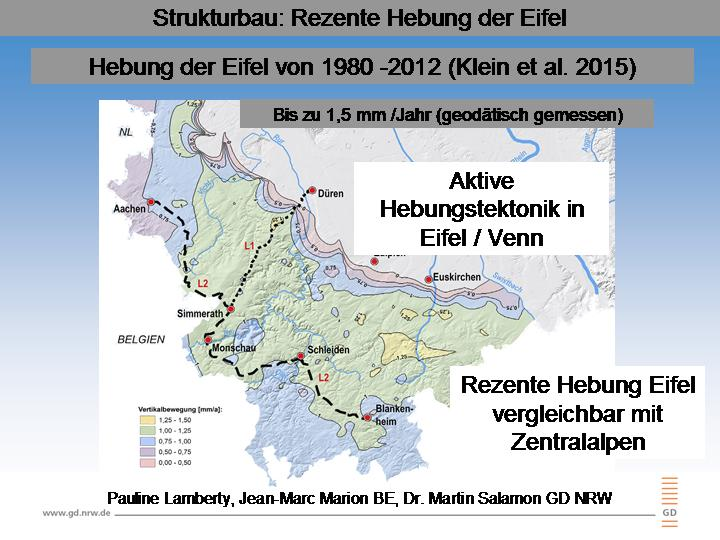 Strukturbau: Rezente Hebung der Eifel
Hebung der Eifel von 1980 -2012 (Klein et al. 2015)
Bis zu 1,5 mm /Jahr (geodätisch gemessen)
NL
Rur
Agger
Aktive
Hebungstektonik in
Eifel / Venn
Düren
Aachen
L1
L2
Euskirchen
Swistbach
Simmerath
BELGIEN
Monschau
Schleiden
L2
Blanken-
heim
Rezente Hebung Eifel
vergleichbar mit
Zentralalpen
Vertikalbewegung [mm/a]:
1,25 - 1,50
1,00 - 1,25
0,75 - 1,00
0,50 - 0,75
0,00 - 0,50
Pauline Lamberty, Jean-Marc Marion BE, Dr. Martin Salamon GD NRW
www.gd.nrw.de
GD